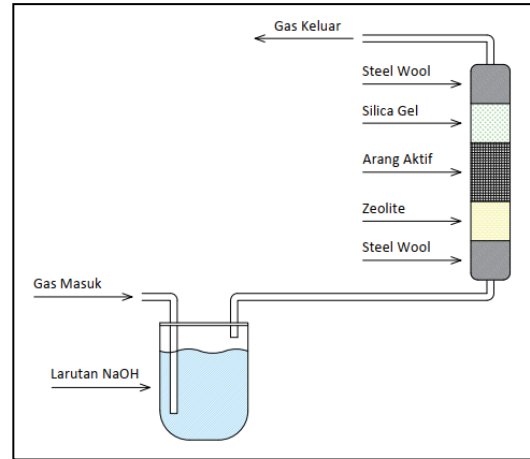 Gas Keluar
Steel Wool
Silica Gel
Arang Aktif
Zeolite
Steel Wool
Gas Masuk
Larutan NaOH